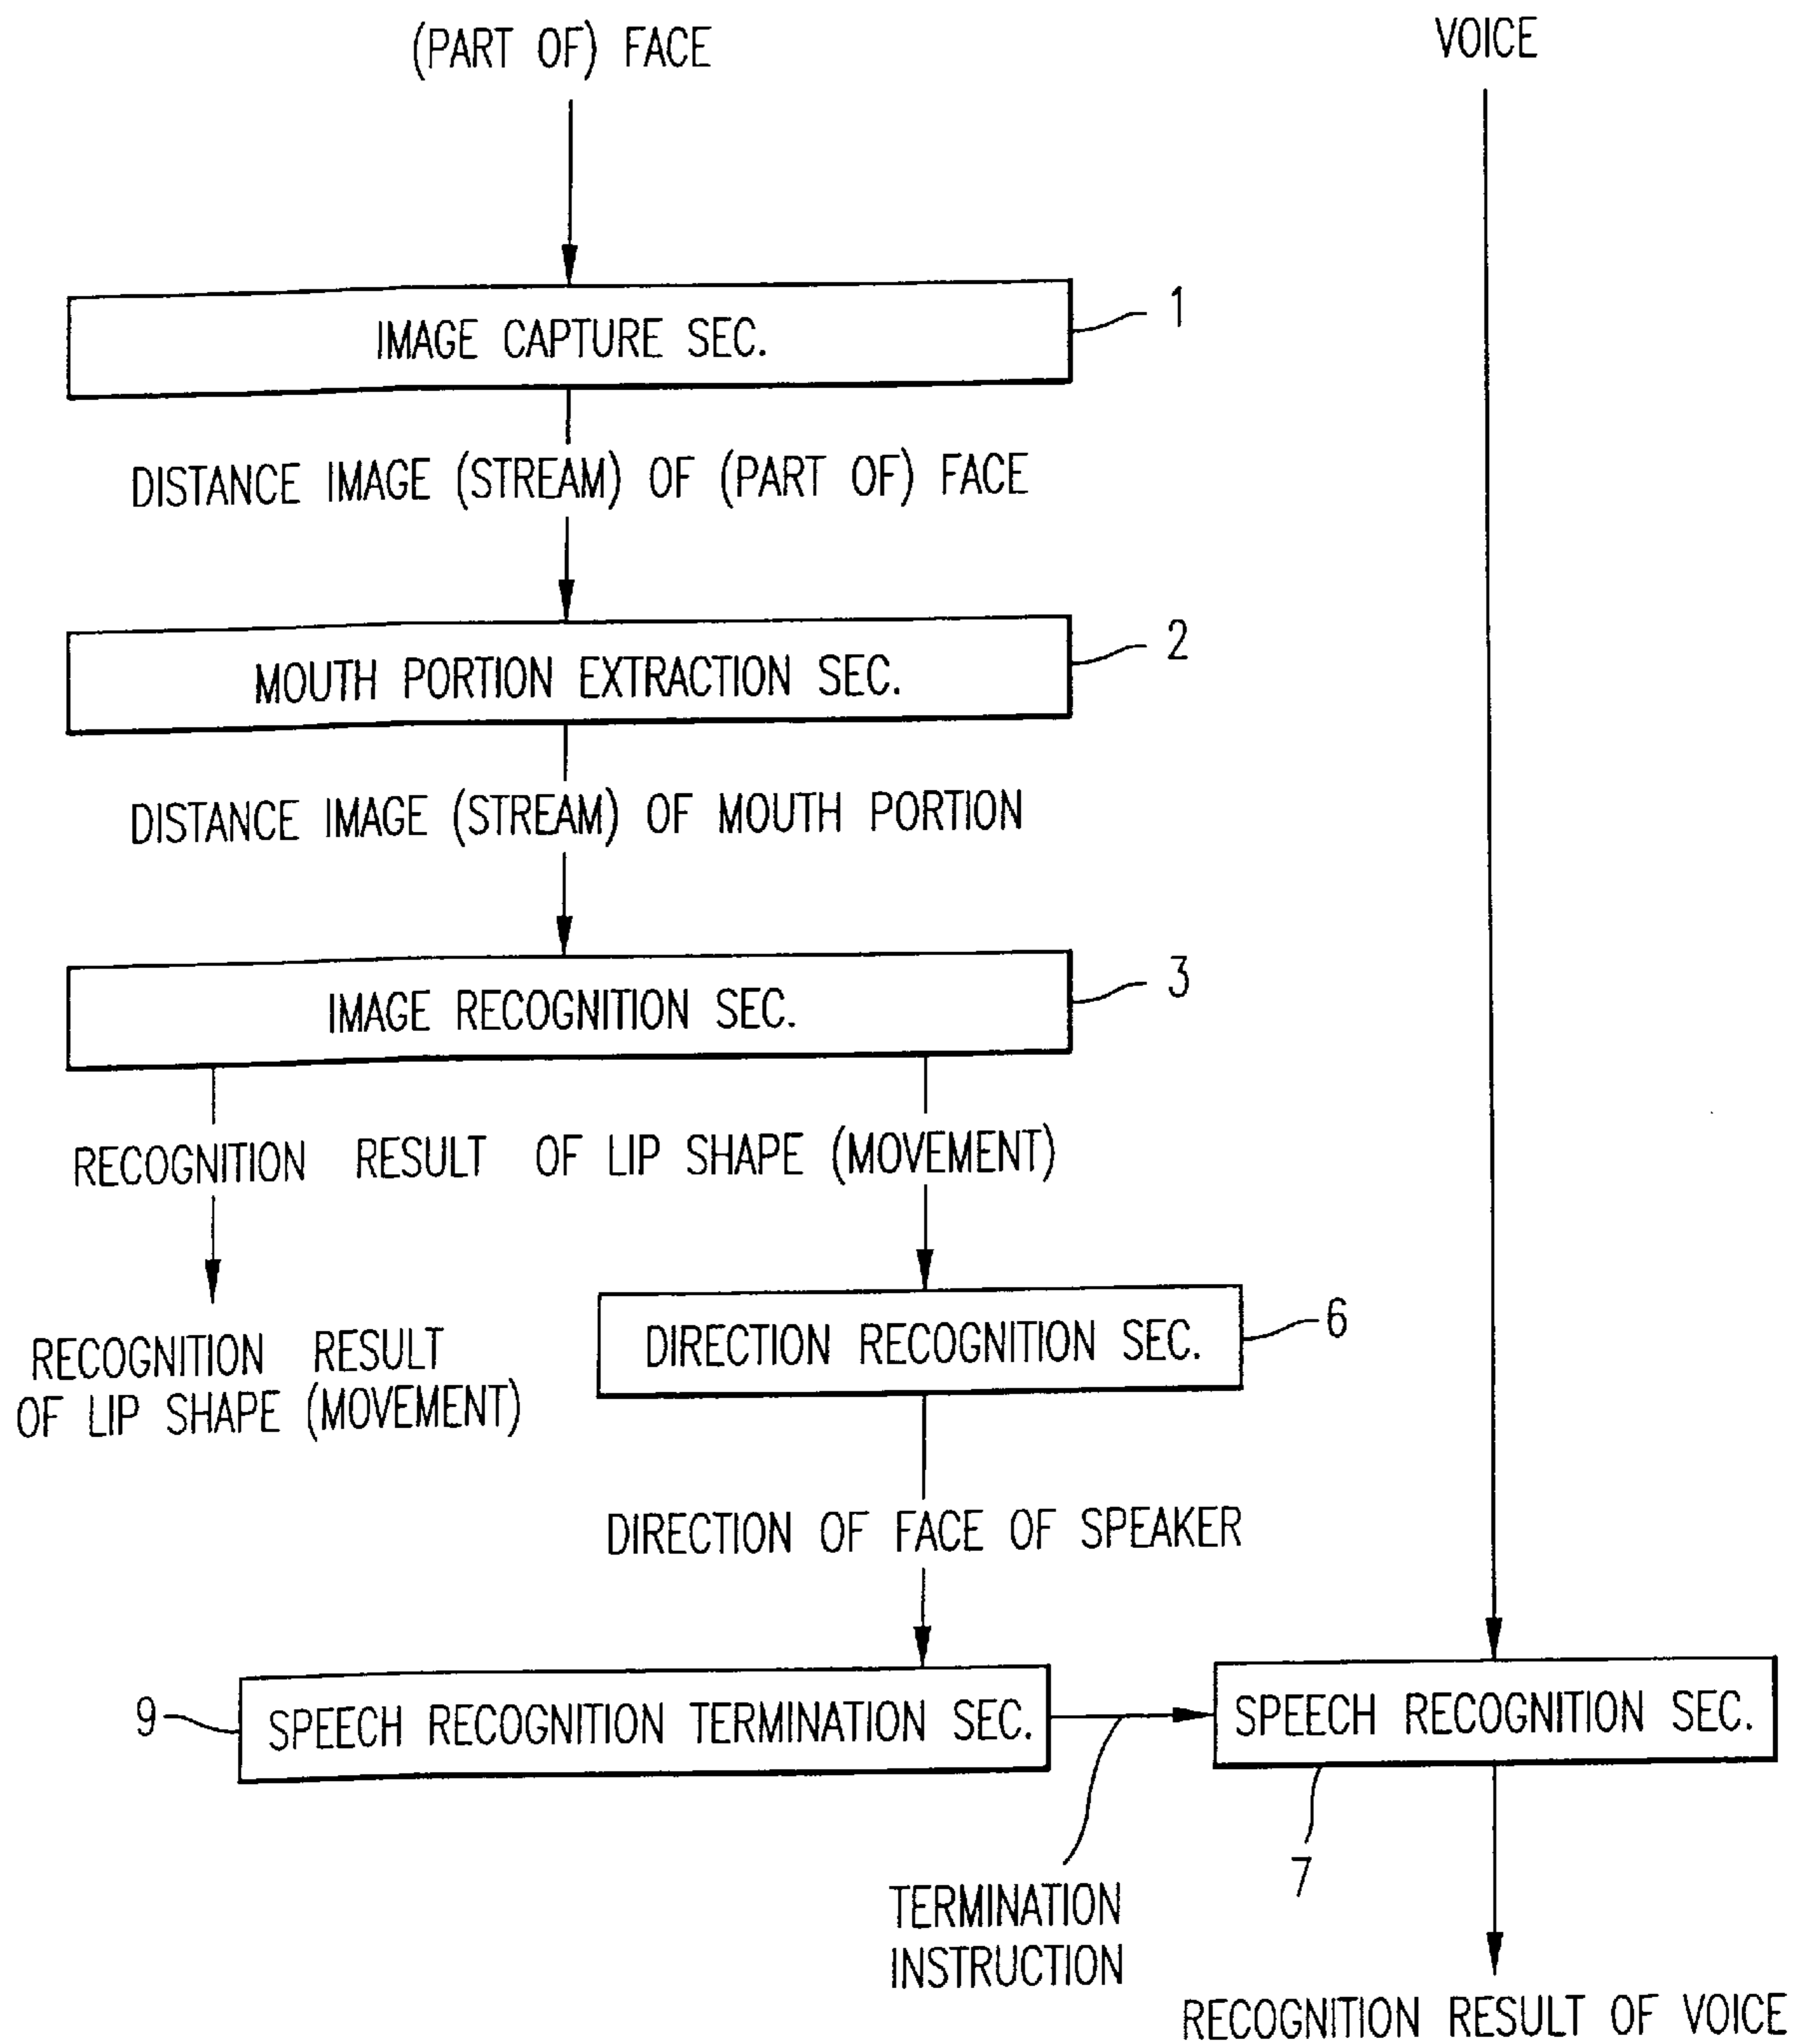 (PART OF) FACE
VOICE
IMAGE CAPTURE SEC.
1
DISTANCE IMAGE (STREAM) OF (PART OF) FACE
MOUTH PORTION EXTRACTION SEC.
2
DISTANCE IMAGE (STREAM) OF MOUTH PORTION
IMAGE RECOGNITION SEC.
3
RECOGNITION RESULT OF LIP SHAPE (MOVEMENT)
RECOGNITION RESULT
OF LIP SHAPE (MOVEMENT)
DIRECTION RECOGNITION SEC.
6
DIRECTION OF FACE OF SPEAKER
9
SPEECH RECOGNITION TERMINATION SEC.
SPEECH RECOGNITION SEC.
7
TERMINATION
INSTRUCTION
RECOGNITION RESULT OF VOICE